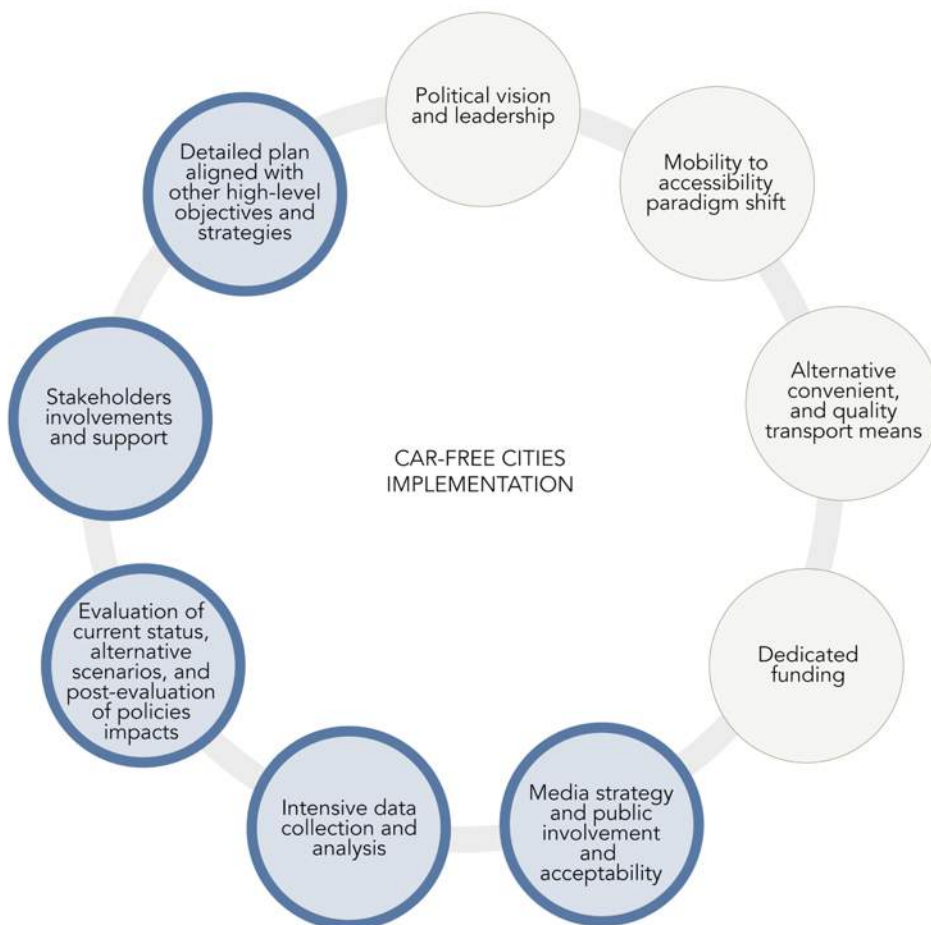 Political vision
and leadership
Mobility to
accessibility
paradigm shift
Alternative
convenient,
and quality
transport means
Dedicated
funding
Media strategy
and public
involvement
and
acceptability
Intensive data
collection and
analysis
Evaluation of
current status,
alternative
scenarios, and
post-evaluation
of policies
impacts
Stakeholders
involvements
and support
Detailed plan
aligned with
other high-level
objectives and
strategies
CAR-FREE CITIES
IMPLEMENTATION